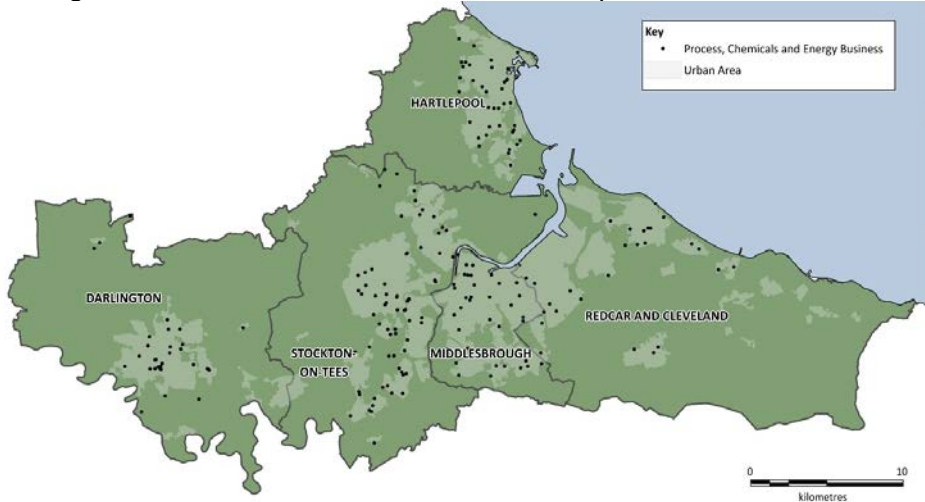 Key
Process, Chemicals and Energy Business
Urban Area
HARTLEPOOL
DARLINGTON
REDCAR AND CLEVELAND
STOCKTON-
ON-TEES
MIDDLESBROUGH
0 10
kilometres